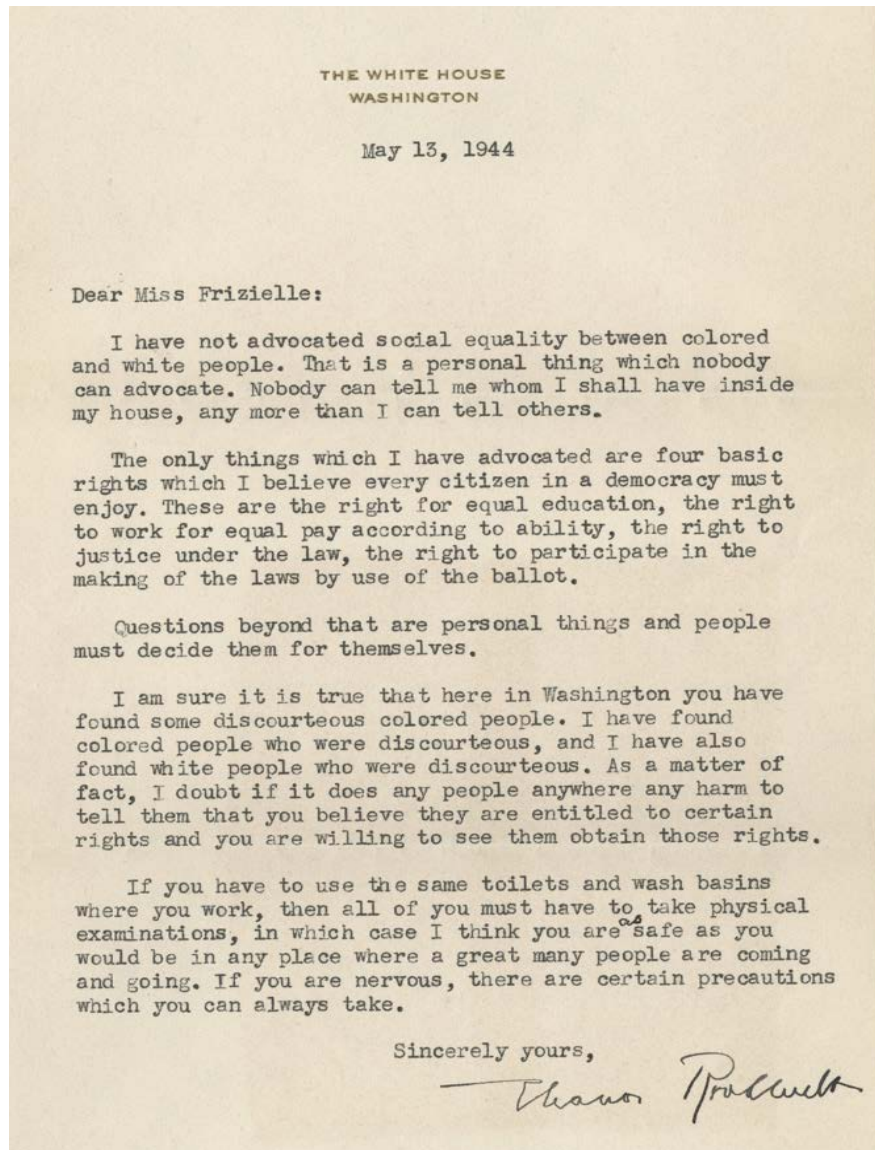 THE WHITE HOUSE
WASHINGTON
May 13, 1944
Dear Miss Frizielle:
I have not advocated social equality between colored
and white people. That is a personal thing which nobody
can advocate. Nobody can tell me whom I shall have inside
my house, any more than I can tell others.
The only things which I have advocated are four basic
rights which I believe every citizen in a democracy must
enjoy. These are the right for equal education, the right
to work for equal pay according to ability, the right to
justice under the law, the right to participate in the
making of the laws by use of the ballot.
Questions beyond that are personal things and people
must decide them for themselves.
I am sure it is true that here in Washington you have
found some discourteous colored people. I have found
colored people who were discourteous, and I have also
found white people who were discourteous. As a matter of
fact, I doubt if it does any people anywhere any harm to
tell them that you believe they are entitled to certain
rights and you are willing to see them obtain those rights.
If you have to use the same toilets and wash basins
where you work, then all of you must have to take physical
examinations, in which case I think you are as safe as you
would be in any place where a great many people are coming
and going. If you are nervous, there are certain precautions
which you can always take.
Sincerely yours,
Eleanor Roosevelt